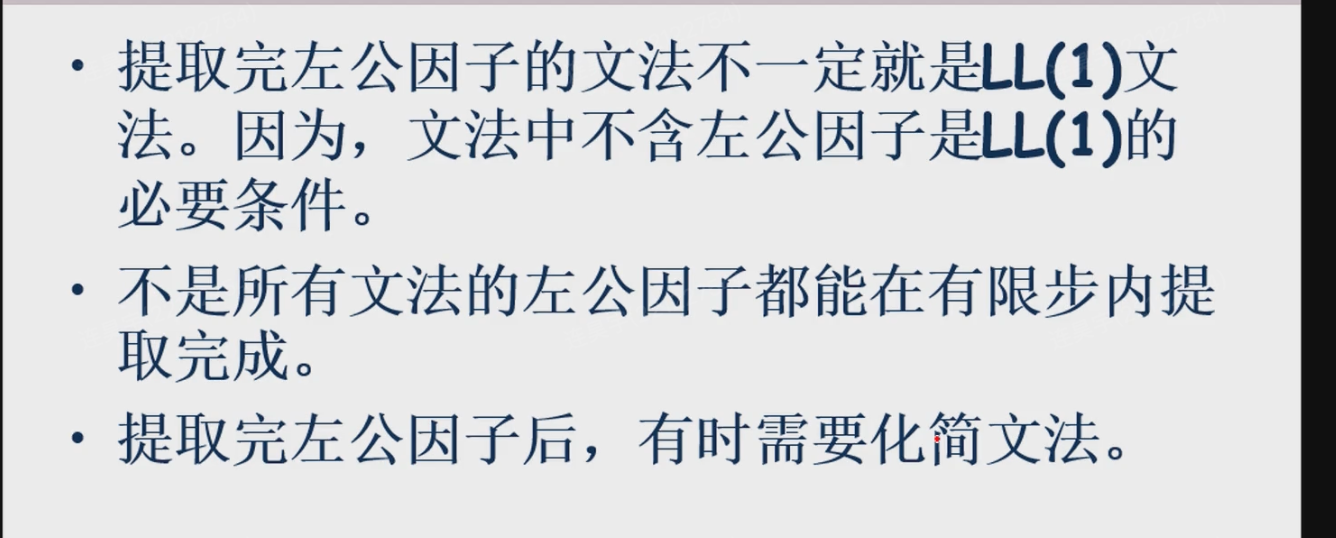 • 提取完左公因子的文法不一定就是LL(1)文
法。因为，文法中不含左公因子是LL(1)的
必要条件。
• 不是所有文法的左公因子都能在有限步内提
取完成。
• 提取完左公因子后，有时需要化简文法。